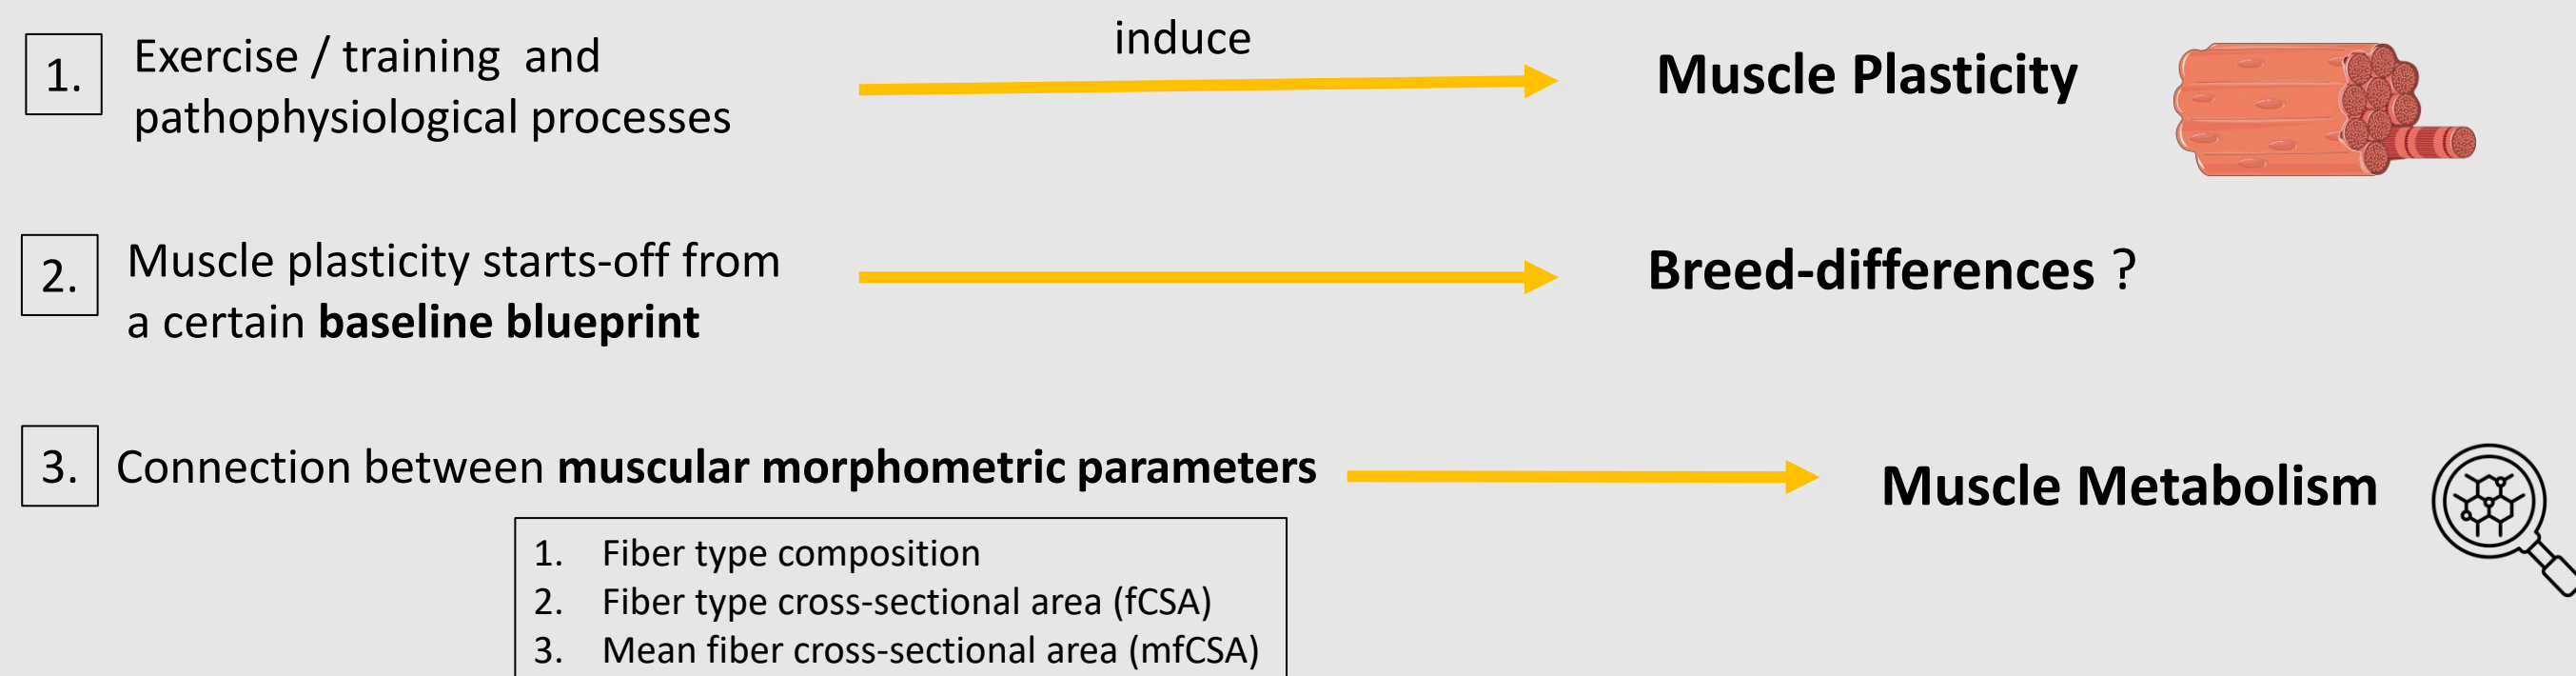 induce
1. Exercise / training and
pathophysiological processes
Muscle Plasticity
2. Muscle plasticity starts-off from
a certain baseline blueprint
Breed-differences ?
3. Connection between muscular morphometric parameters
Muscle Metabolism
1. Fiber type composition
2. Fiber type cross-sectional area (fCSA)
3. Mean fiber cross-sectional area (mfCSA)